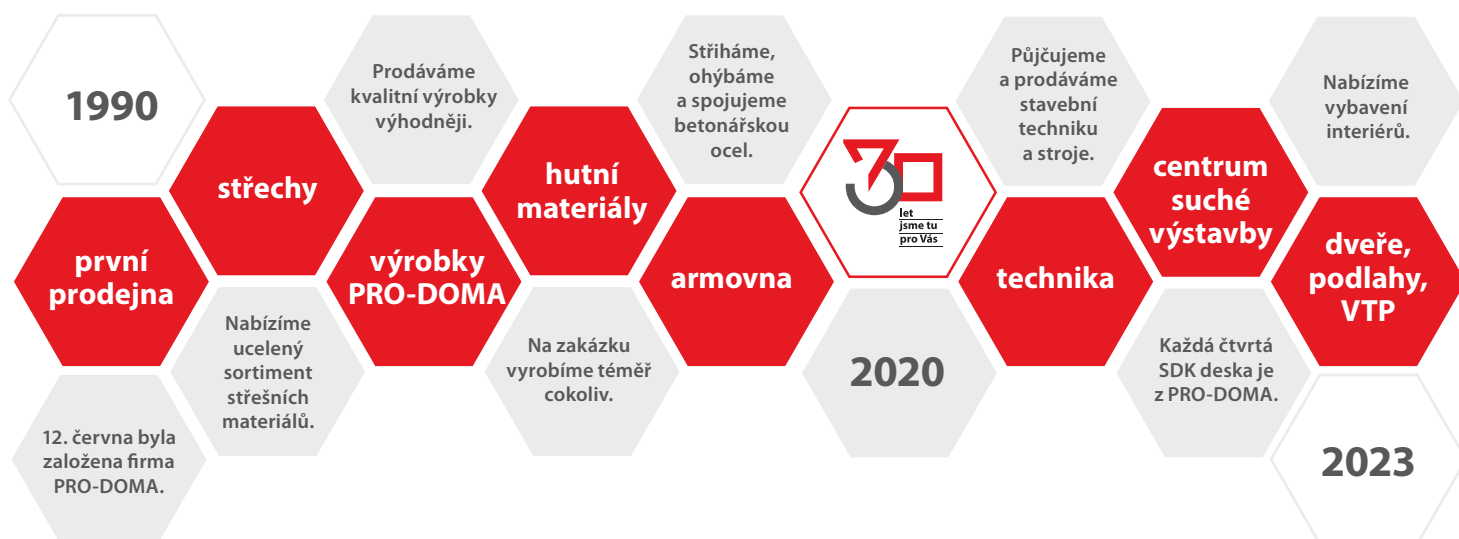 1990
první
prodejna
12. června byla
založena firma
PRO-DOMA.
střechy
Nabízíme
ucelený
sortiment
střešních
materiálů.
Prodáváme
kvalitní výrobky
výhodněji.
výrobky
PRO-DOMA
hutní
materiály
Na zakázku
vyrobíme téměř
cokoliv.
Střiháme,
ohýbáme
a spojujeme
betonářskou
ocel.
armovna
30
let
jsme tu
pro Vás
2020
Půjčujeme
a prodáváme
stavební
techniku
a stroje.
technika
centrum
suché
výstavby
Každá čtvrtá
SDK deska je
z PRO-DOMA.
Nabízíme
vybavení
interiérů.
dveře,
podlahy,
VTP
2023